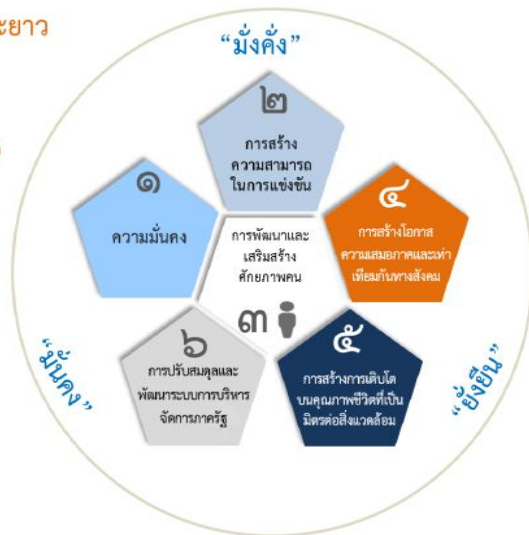 ะยาว
“มั่งคั่ง”
๒
การสร้าง
ความสามารถ
ในการแข่งขัน
๑
ความมั่นคง
๔
การสร้างโอกาส
ความเสมอภาคและเท่า
เทียมกันทางสังคม
การพัฒนาและ
เสริมสร้าง
ศักยภาพคน
๓
๖
การปรับสมดุลและ
พัฒนาระบบการบริหาร
จัดการภาครัฐ
๕
การสร้างการเติบโต
บนคุณภาพชีวิตที่เป็น
มิตรต่อสิ่งแวดล้อม
“มั่นคง”
“ยั่งยืน”